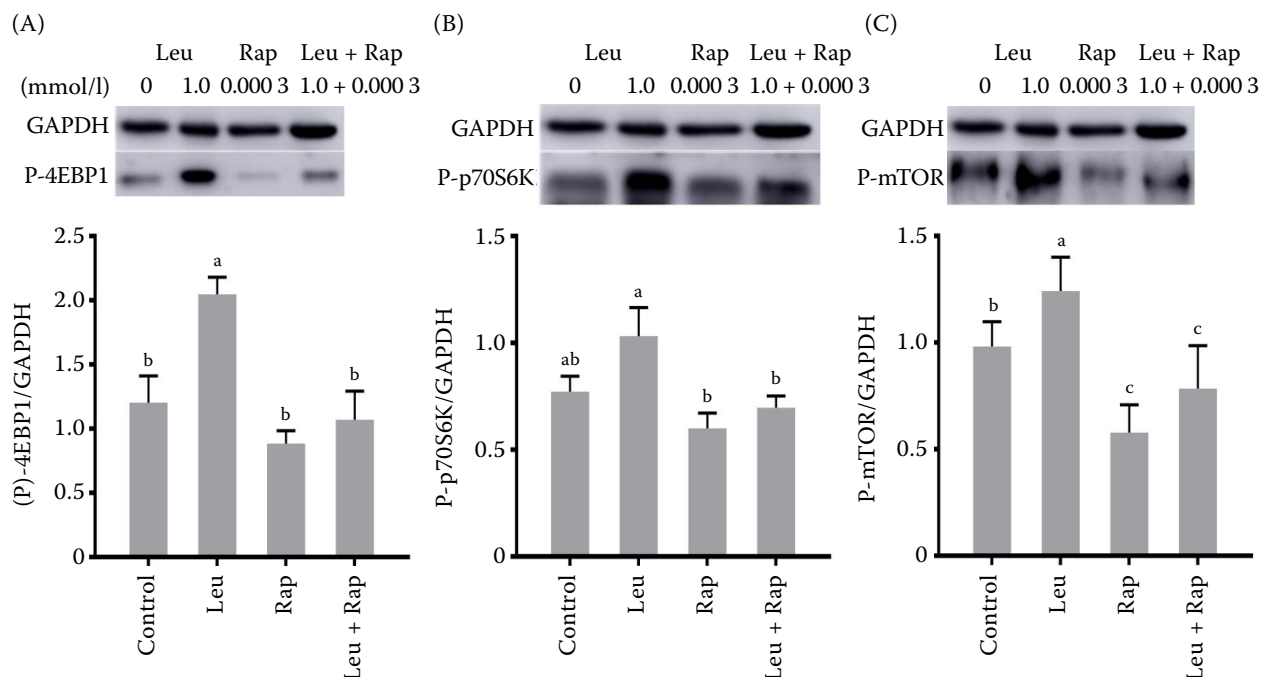 (A)
Leu Rap Leu + Rap
(mmol/l) 0 1.0 0.000 3 1.0 + 0.000 3
GAPDH
P-4EBP1
2.5
2.0
1.5
1.0
0.5
0
(P)-4EBP1/GAPDH
b
a
b
b
Control
Leu
Rap
Leu + Rap
(B)
Leu Rap Leu + Rap
0 1.0 0.000 3 1.0 + 0.000 3
GAPDH
P-p70S6K
1.5
1.0
0.5
0
P-p70S6K/GAPDH
ab
a
b
b
Control
Leu
Rap
Leu + Rap
(C)
Leu Rap Leu + Rap
0 1.0 0.000 3 1.0 + 0.000 3
GAPDH
P-mTOR
1.5
1.0
0.5
0
P-mTOR/GAPDH
b
a
c
c
Control
Leu
Rap
Leu + Rap